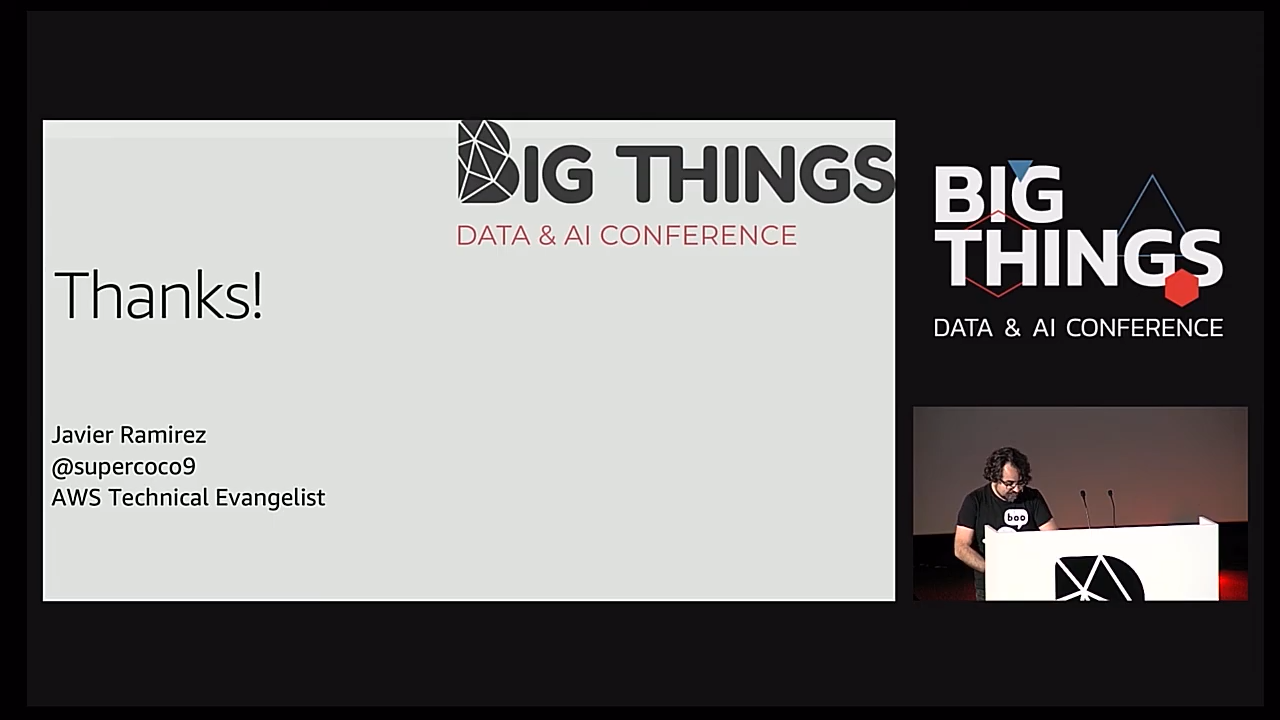 BIG THINGS
DATA & AI CONFERENCE
Thanks!
Javier Ramirez
@supercoco9
AWS Technical Evangelist
BIG
THINGS
DATA & AI CONFERENCE
boo